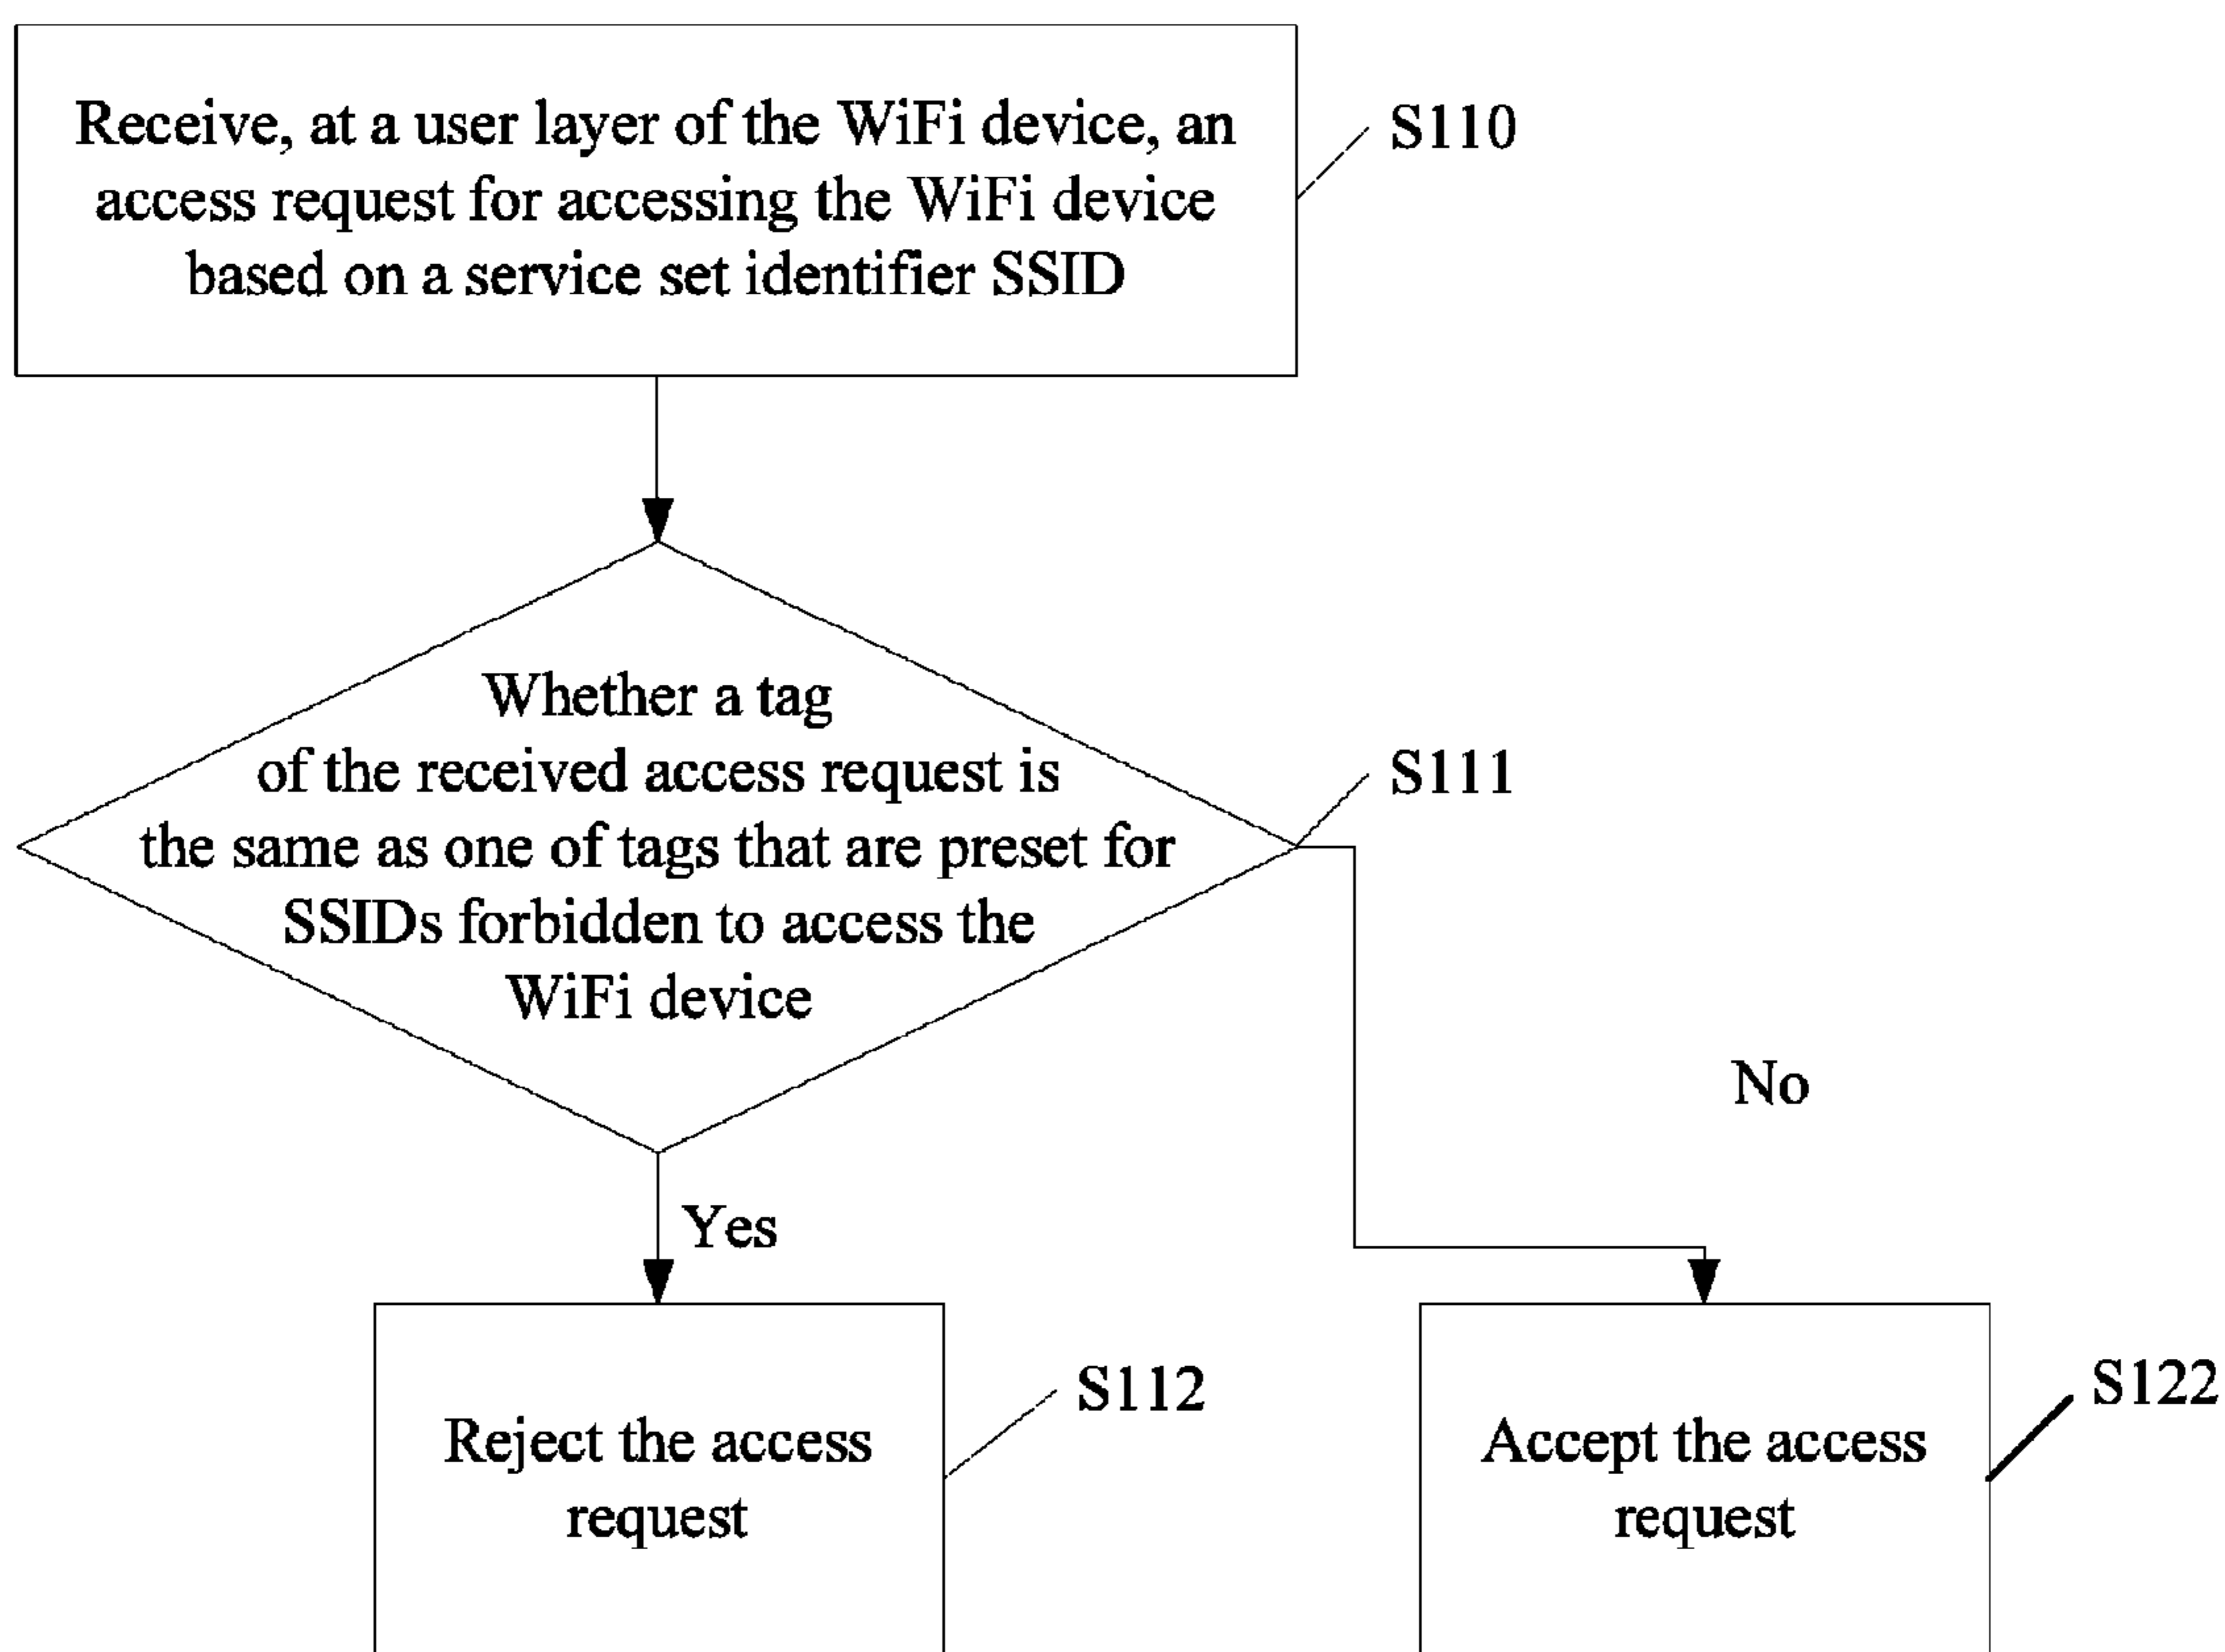 Receive, at a user layer of the WiFi device, an
access request for accessing the WiFi device
based on a service set identifier SSID
S110
Whether a tag
of the received access request is
the same as one of tags that are preset for
SSIDs forbidden to access the
WiFi device
S111
No
Yes
Reject the access
request
S112
Accept the access
request
S122